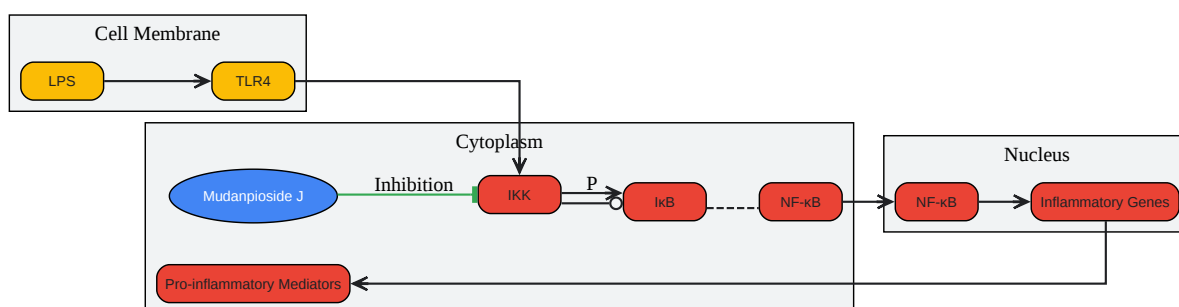 Cell Membrane
LPS
TLR4
Cytoplasm
Nucleus
Mudanpioside J
Inhibition
IKK
P
IκB
NF-κB
NF-κB
Inflammatory Genes
Pro-inflammatory Mediators